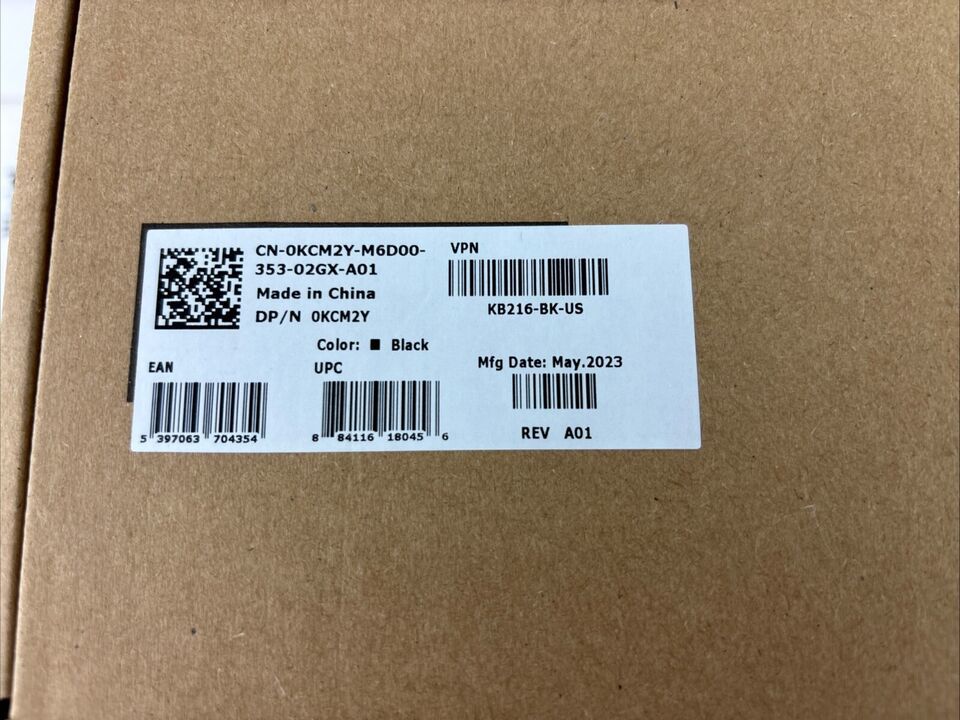 CN-0KCM2Y-M6D00-
353-02GX-A01
Made in China
DP/N 0KCM2Y
VPN
KB216-BK-US
Color: Black
EAN
5 397063 704354
UPC
8 84116 18045 6
Mfg Date: May.2023
REV A01